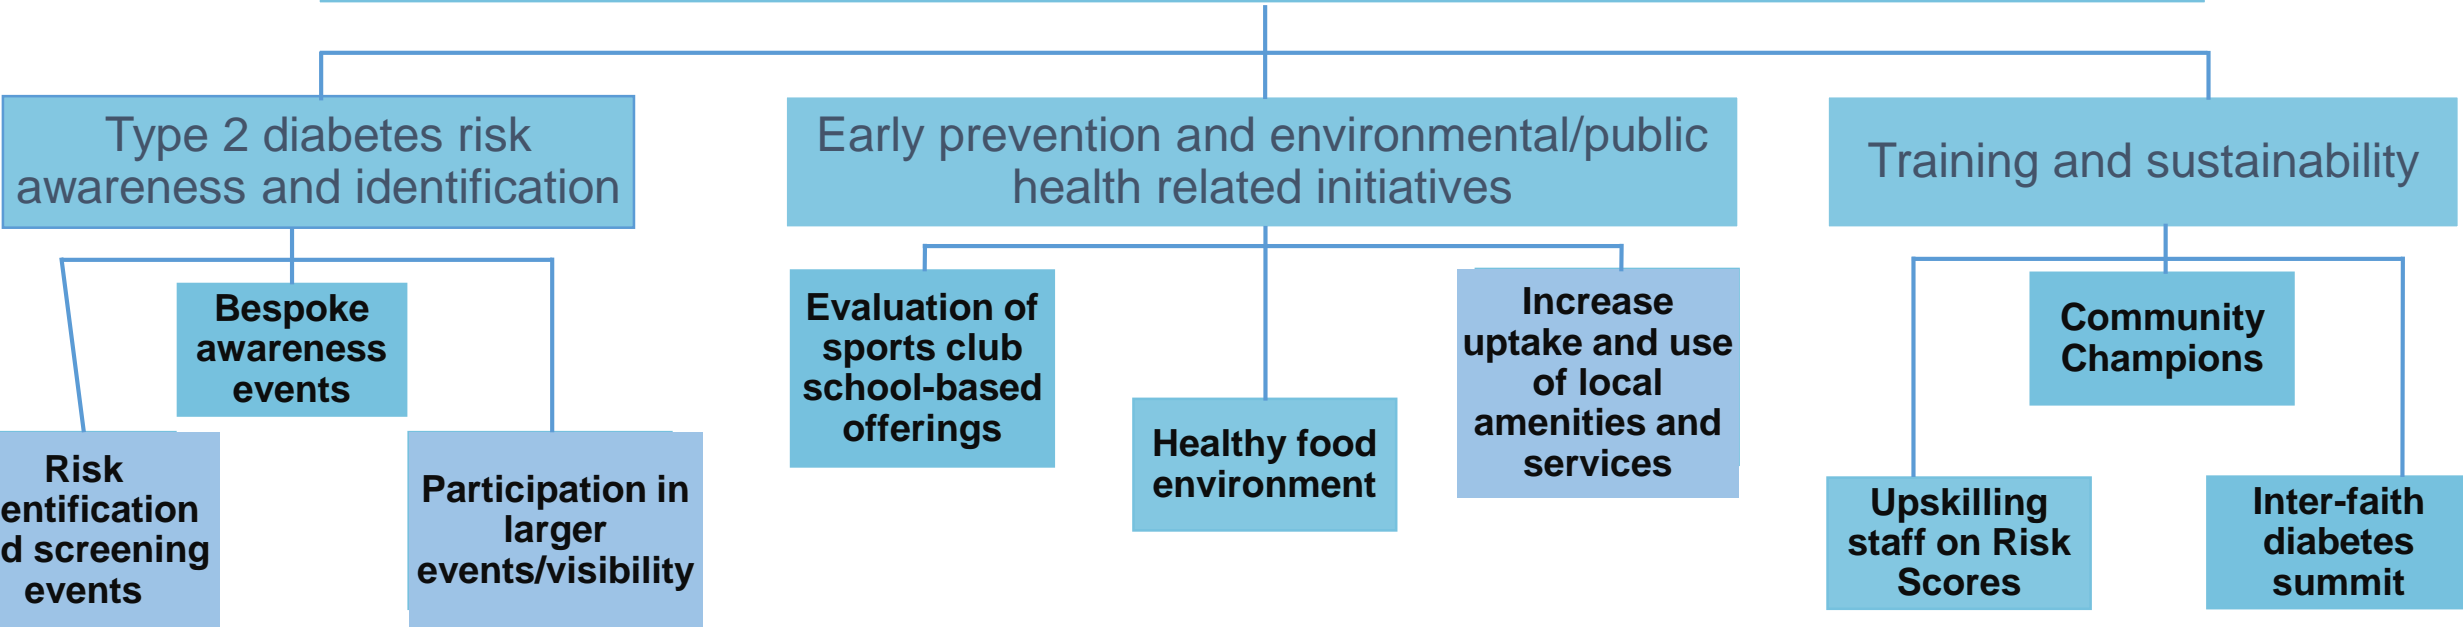 Type 2 diabetes risk
awareness and identification
Early prevention and environmental/public
health related initiatives
Training and sustainability
Bespoke
awareness
events
Risk
entification
d screening
events
Participation in
larger
events/visibility
Evaluation of
sports club
school-based
offerings
Healthy food
environment
Increase
uptake and use
of local
amenities and
services
Community
Champions
Upskilling
staff on Risk
Scores
Inter-faith
diabetes
summit